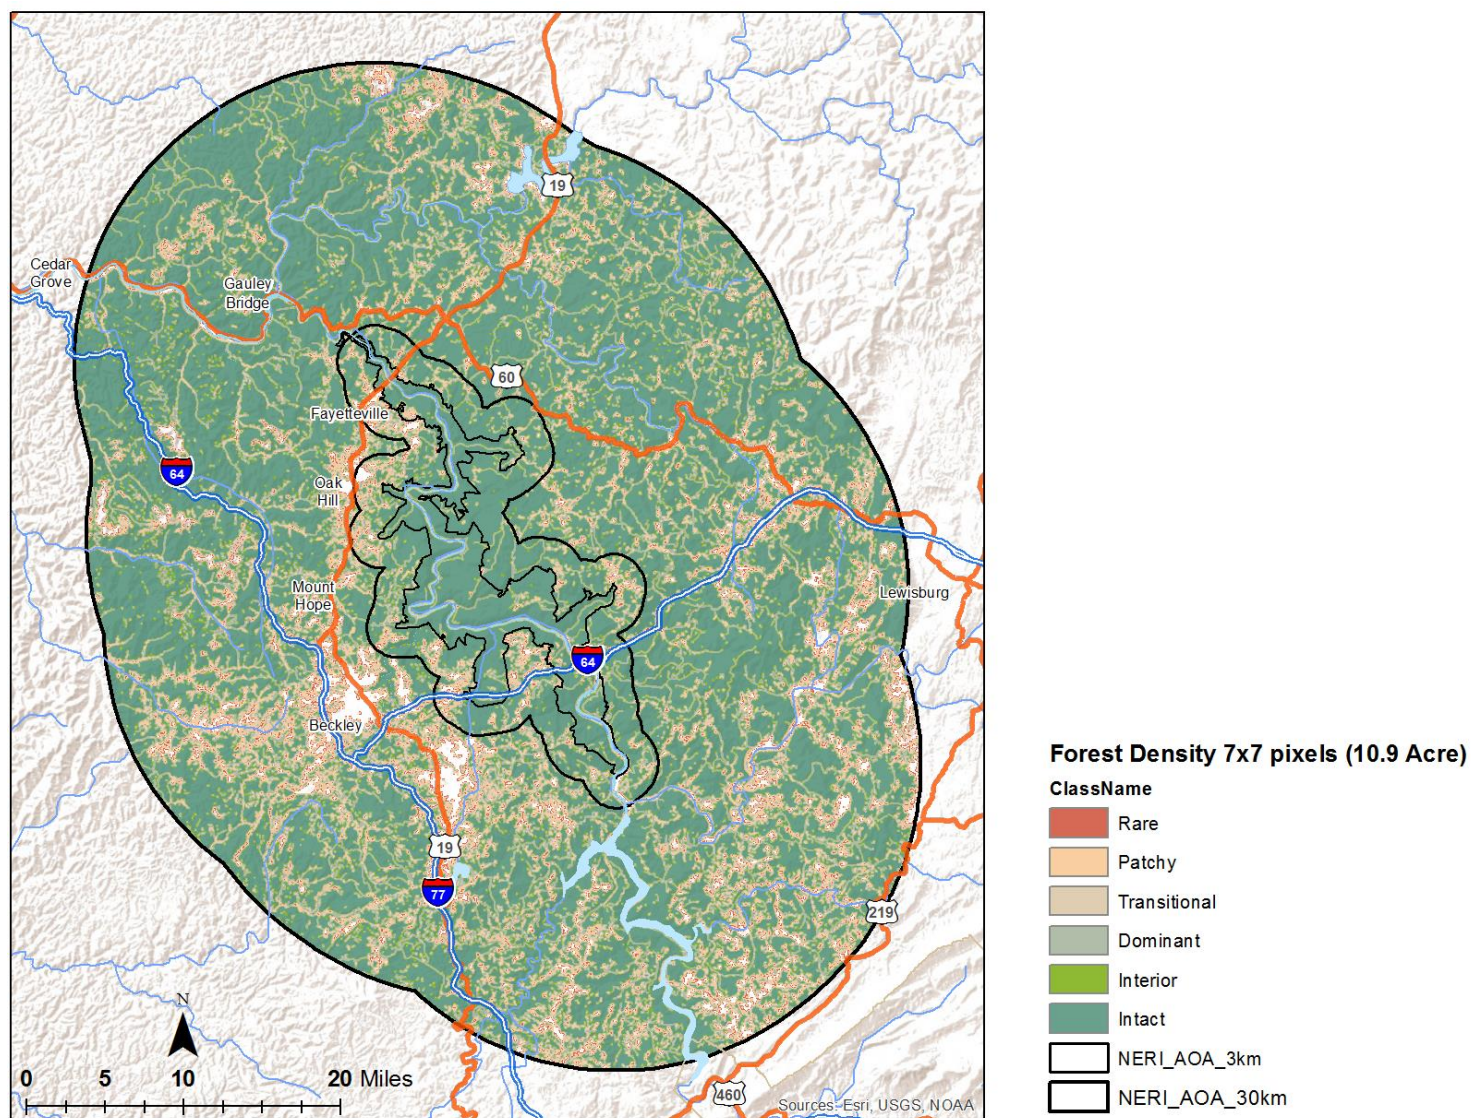 19
Cedar
Grove
Gauley
Bridge
60
Fayetteville
64
Oak
Hill
Mount
Hope
Lewisburg
64
Beckley
19
77
219
N
0 5 10 20 Miles
460
Sources: Esri, USGS, NOAA
Forest Density 7x7 pixels (10.9 Acre)
ClassName
Rare
Patchy
Transitional
Dominant
Interior
Intact
NERI_AOA_3km
NERI_AOA_30km